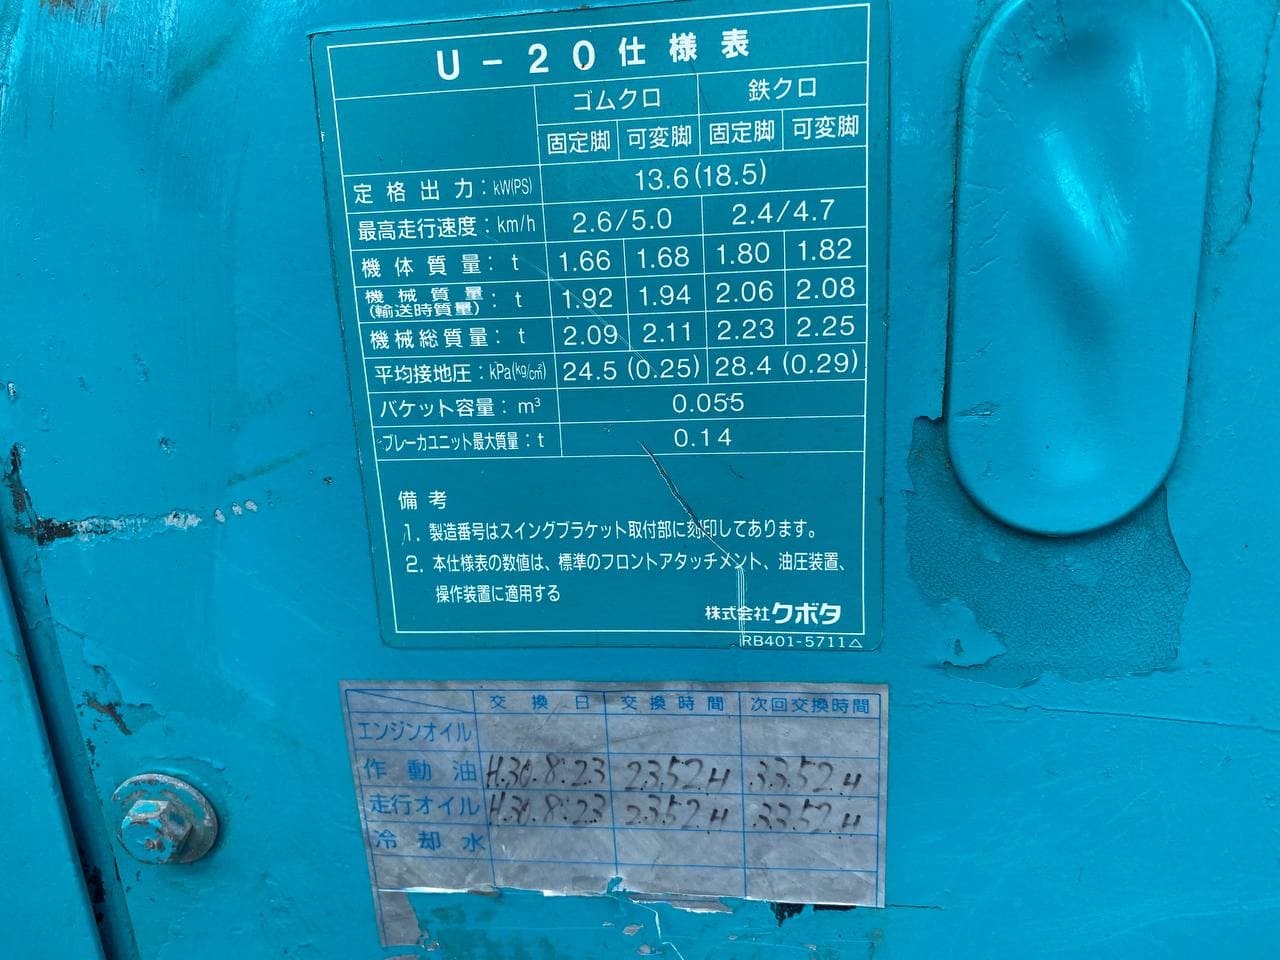 U-20仕様表
ゴムクロ 鉄クロ
固定脚 可変脚 固定脚 可変脚
定格出力:kW(PS) 13.6(18.5)
最高走行速度:km/h 2.6/5.0 2.4/4.7
機体質量:t 1.66 1.68 1.80 1.82
機械質量(輸送時質量):t 1.92 1.94 2.06 2.08
機械総質量:t 2.09 2.11 2.23 2.25
平均接地圧:kPa(kg/cm²) 24.5(0.25) 28.4(0.29)
バケット容量:m³ 0.055
ブレーカユニット最大質量:t 0.14
備考
1. 製造番号はスイングブラケット取付部に刻印してあります。
2. 本仕様表の数値は、標準のフロントアタッチメント、油圧装置、
操作装置に適用する
株式会社クボタ
RB401-5711△
交換日 交換時間 次回交換時間
エンジンオイル
作動油 H.30.8.23 2352H 3352H
走行オイル H.30.8.23 2352H 3352H
冷却水